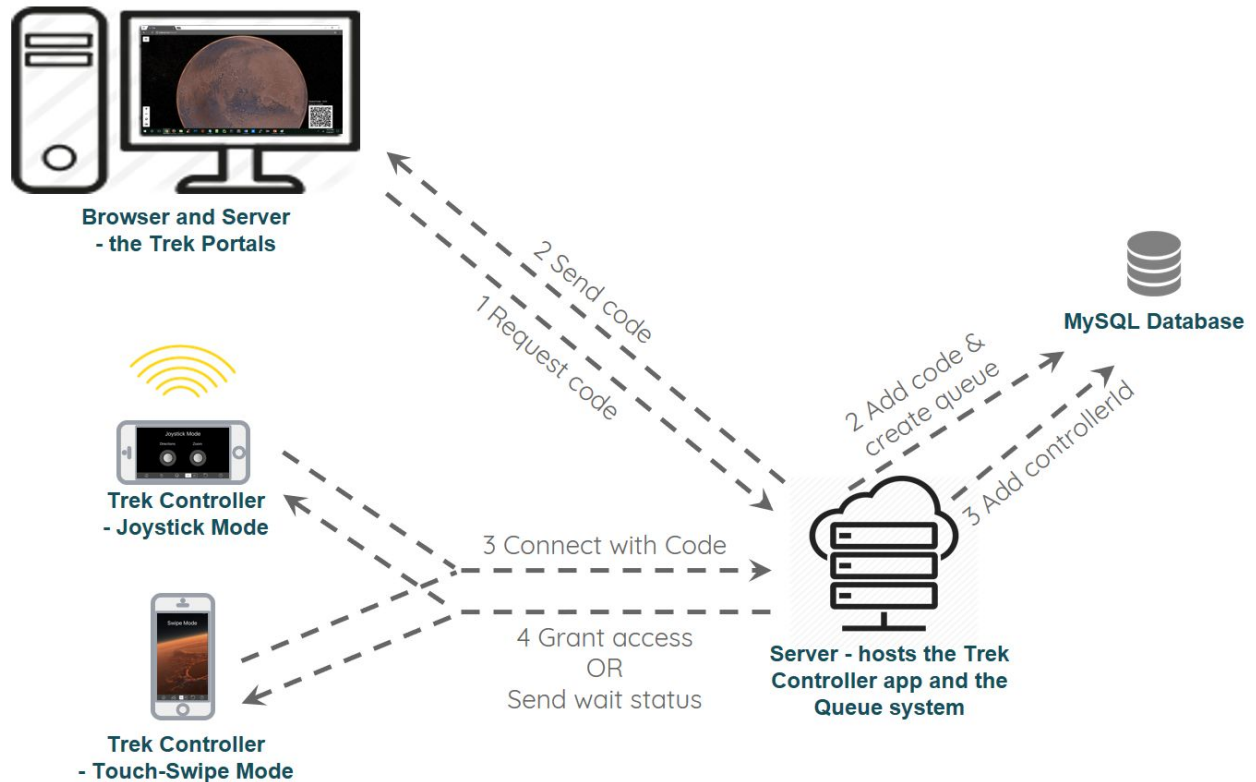 Browser and Server
- the Trek Portals
2 Send code
1 Request code
MySQL Database
2 Add code &
create queue
3 Add controllerId
Joystick Mode
Directions
Zoom
Trek Controller
- Joystick Mode
3 Connect with Code
4 Grant access
OR
Send wait status
Swipe Mode
Server - hosts the Trek
Controller app and the
Queue system
Trek Controller
- Touch-Swipe Mode